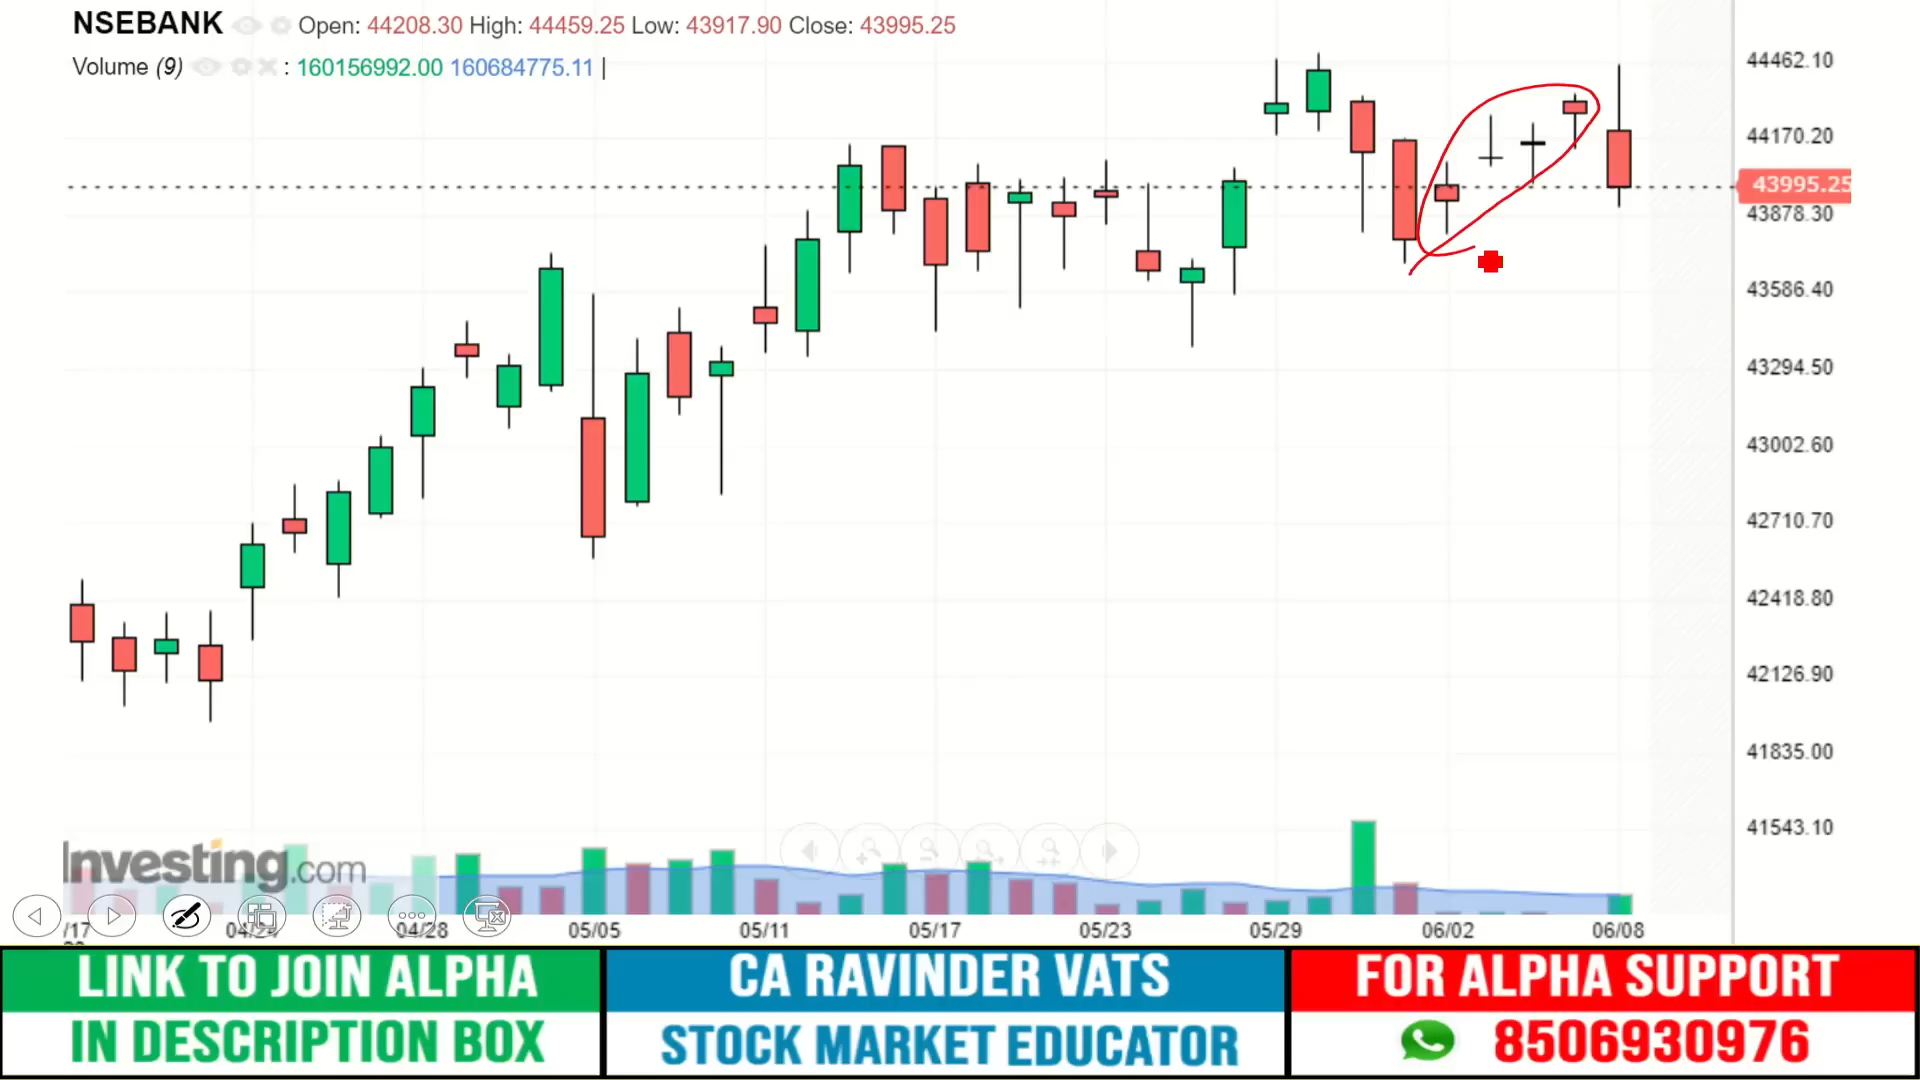 NSEBANK Open: 44208.30 High: 44459.25 Low: 43917.90 Close: 43995.25
Volume (9) : 160156992.00 160684775.11
44462.10
44170.20
43995.25
43878.30
43586.40
43294.50
43002.60
42710.70
42418.80
42126.90
41835.00
41543.10
Investing.com
/17 04/24 04/28 05/05 05/11 05/17 05/23 05/29 06/02 06/08
LINK TO JOIN ALPHA
IN DESCRIPTION BOX
CA RAVINDER VATS
STOCK MARKET EDUCATOR
FOR ALPHA SUPPORT
8506930976